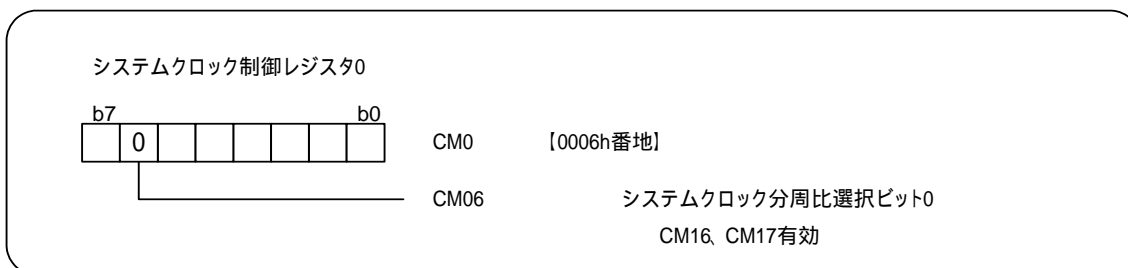 システムクロック制御レジスタ0
b7 b0
0 CM0 【0006h番地】
CM06 システムクロック分周比選択ビット0
CM16、CM17有効